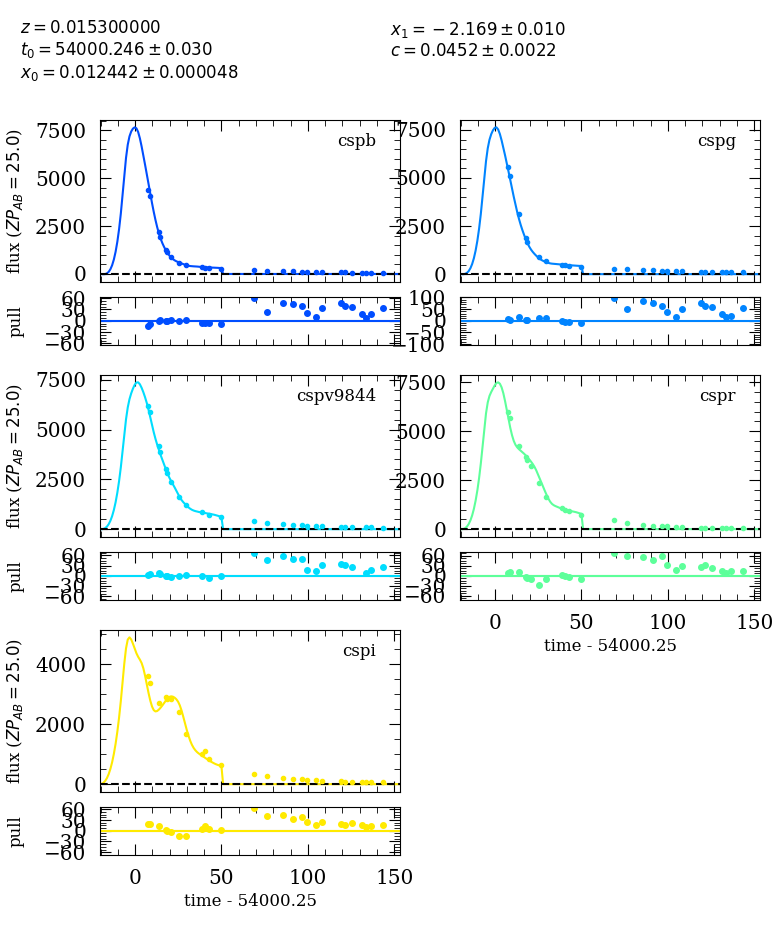 z = 0.015300000
t₀ = 54000.246 ± 0.030
x₀ = 0.012442 ± 0.000048
x₁ = −2.169 ± 0.010
c = 0.0452 ± 0.0022
flux (ZP_AB = 25.0)
7500
5000
2500
0
cspb
7500
5000
2500
0
cspg
pull
60
30
0
−30
−60
100
50
0
−50
−100
flux (ZP_AB = 25.0)
7500
5000
2500
0
cspv9844
7500
5000
2500
0
cspr
pull
60
30
0
−30
−60
60
30
0
−30
−60
0 50 100 150
time - 54000.25
flux (ZP_AB = 25.0)
4000
2000
0
cspi
pull
60
30
0
−30
−60
0 50 100 150
time - 54000.25